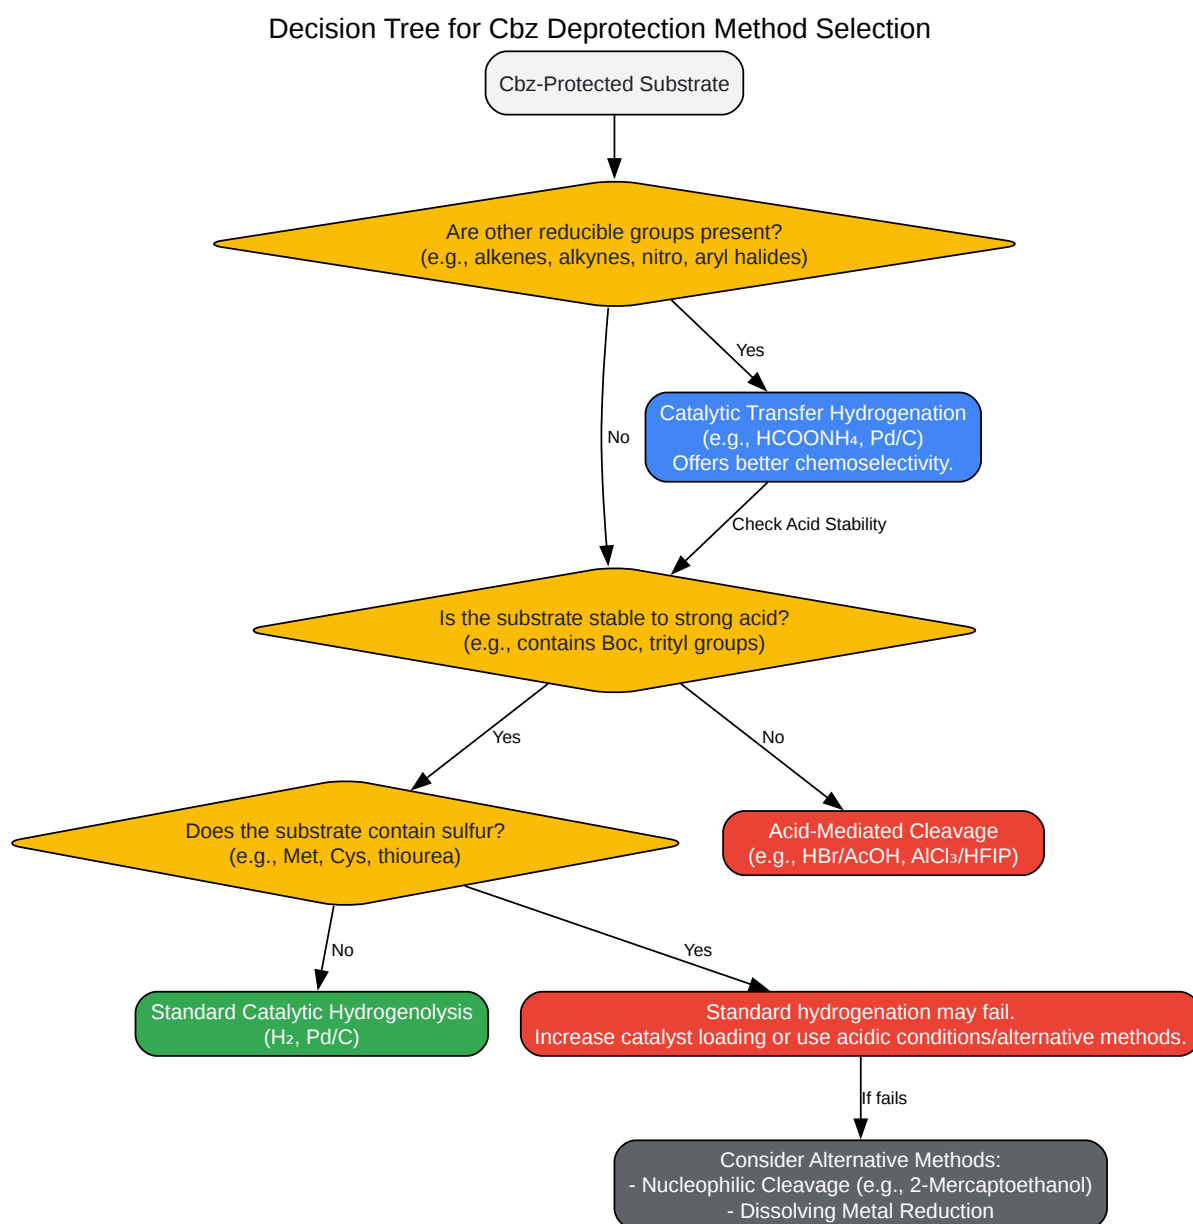 Decision Tree for Cbz Deprotection Method Selection
Cbz-Protected Substrate
Are other reducible groups present?
(e.g., alkenes, alkynes, nitro, aryl halides)
Yes
Catalytic Transfer Hydrogenation
(e.g., HCOONH₄, Pd/C)
Offers better chemoselectivity.
No
Check Acid Stability
Is the substrate stable to strong acid?
(e.g., contains Boc, trityl groups)
Yes
No
Does the substrate contain sulfur?
(e.g., Met, Cys, thiourea)
Acid-Mediated Cleavage
(e.g., HBr/AcOH, AlCl₃/HFIP)
No
Yes
Standard Catalytic Hydrogenolysis
(H₂, Pd/C)
Standard hydrogenation may fail.
Increase catalyst loading or use acidic conditions/alternative methods.
If fails
Consider Alternative Methods:
- Nucleophilic Cleavage (e.g., 2-Mercaptoethanol)
- Dissolving Metal Reduction